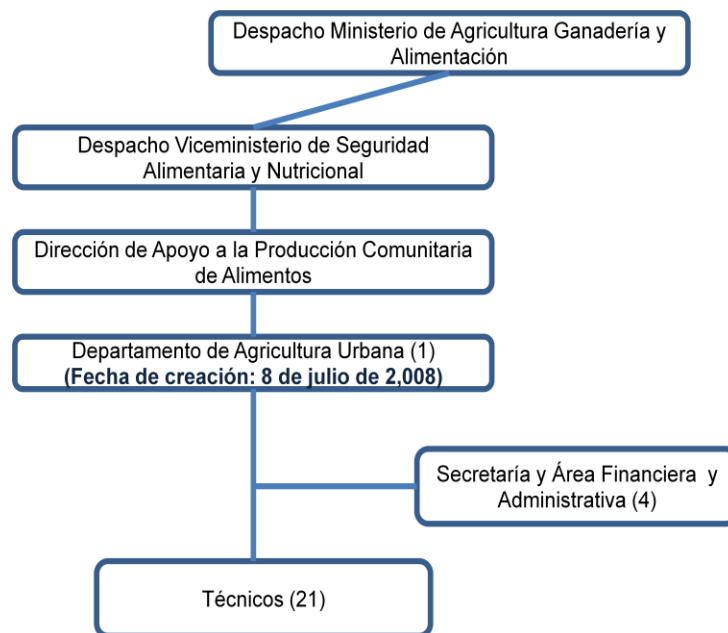 Despacho Ministerio de Agricultura Ganadería y
Alimentación
Despacho Viceministerio de Seguridad
Alimentaria y Nutricional
Dirección de Apoyo a la Producción Comunitaria
de Alimentos
Departamento de Agricultura Urbana (1)
(Fecha de creación: 8 de julio de 2,008)
Secretaría y Área Financiera y
Administrativa (4)
Técnicos (21)